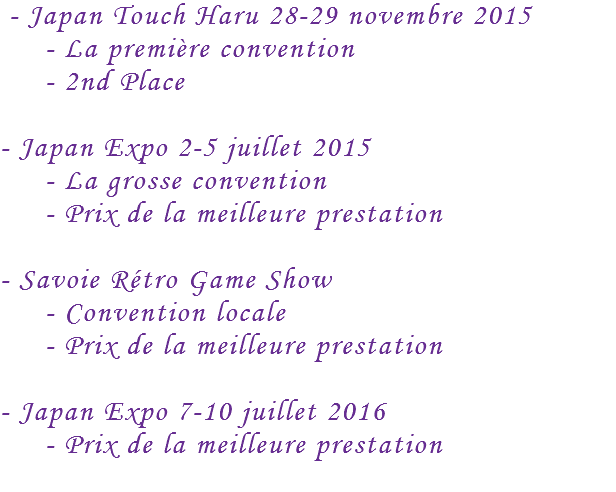 - Japan Touch Haru 28-29 novembre 2015
- La première convention
- 2nd Place
- Japan Expo 2-5 juillet 2015
- La grosse convention
- Prix de la meilleure prestation
- Savoie Rétro Game Show
- Convention locale
- Prix de la meilleure prestation
- Japan Expo 7-10 juillet 2016
- Prix de la meilleure prestation